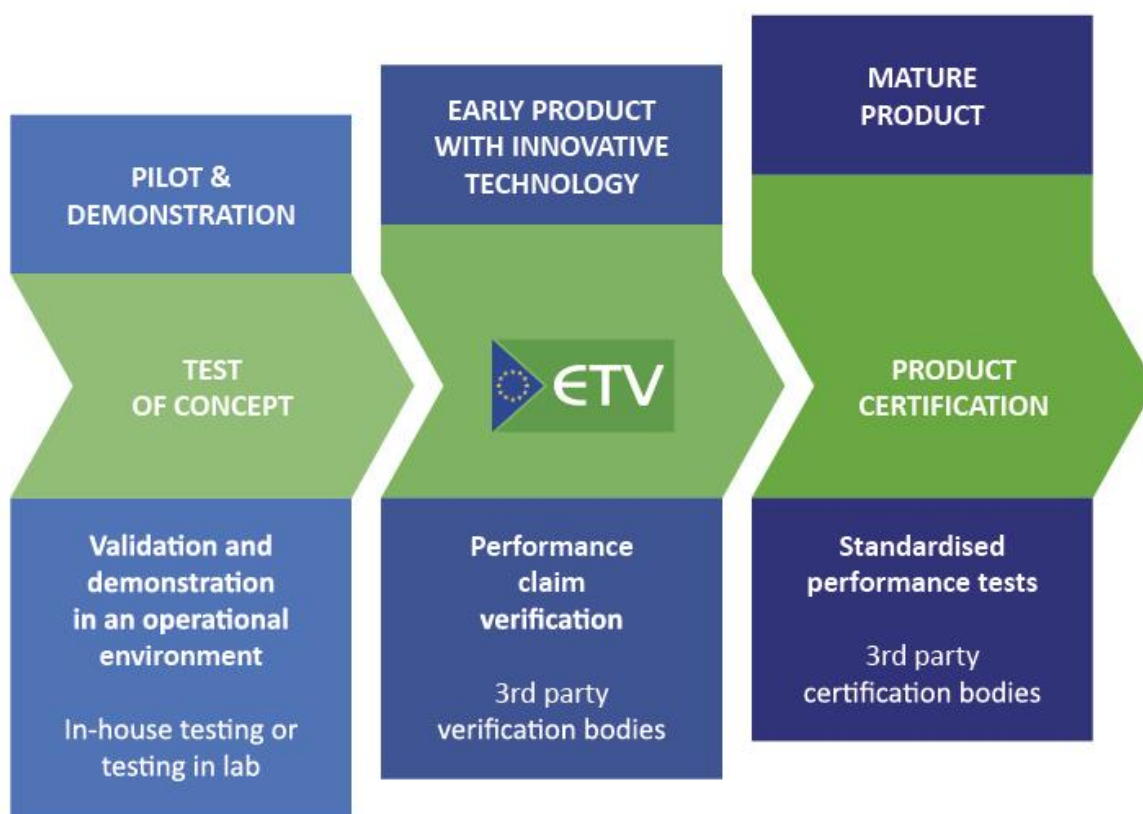 PILOT &
DEMONSTRATION
TEST
OF CONCEPT
Validation and
demonstration
in an operational
environment
In-house testing or
testing in lab
EARLY PRODUCT
WITH INNOVATIVE
TECHNOLOGY
ETV
Performance
claim
verification
3rd party
verification bodies
MATURE
PRODUCT
PRODUCT
CERTIFICATION
Standardised
performance tests
3rd party
certification bodies